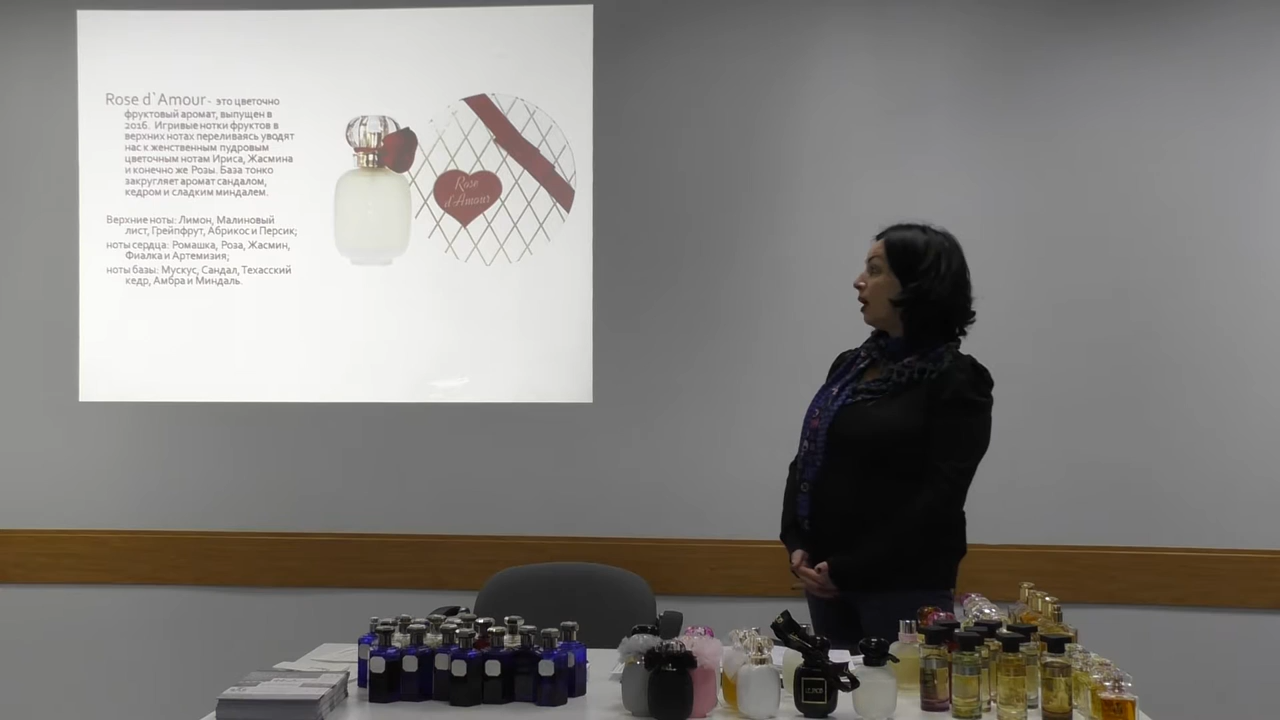 Rose d`Amour - это цветочно
фруктовый аромат, выпущен в
2016. Игривые нотки фруктов в
верхних нотах переливаясь уводят
нас к женственным пудровым
цветочным нотам Ириса, Жасмина
и конечно же Розы. База тонко
закругляет аромат сандалом,
кедром и сладким миндалем.
Верхние ноты: Лимон, Малиновый
лист, Грейпфрут, Абрикос и Персик;
ноты сердца: Ромашка, Роза, Жасмин,
Фиалка и Артемизия;
ноты базы: Мускус, Сандал, Техасский
кедр, Амбра и Миндаль.
Rose
d'Amour